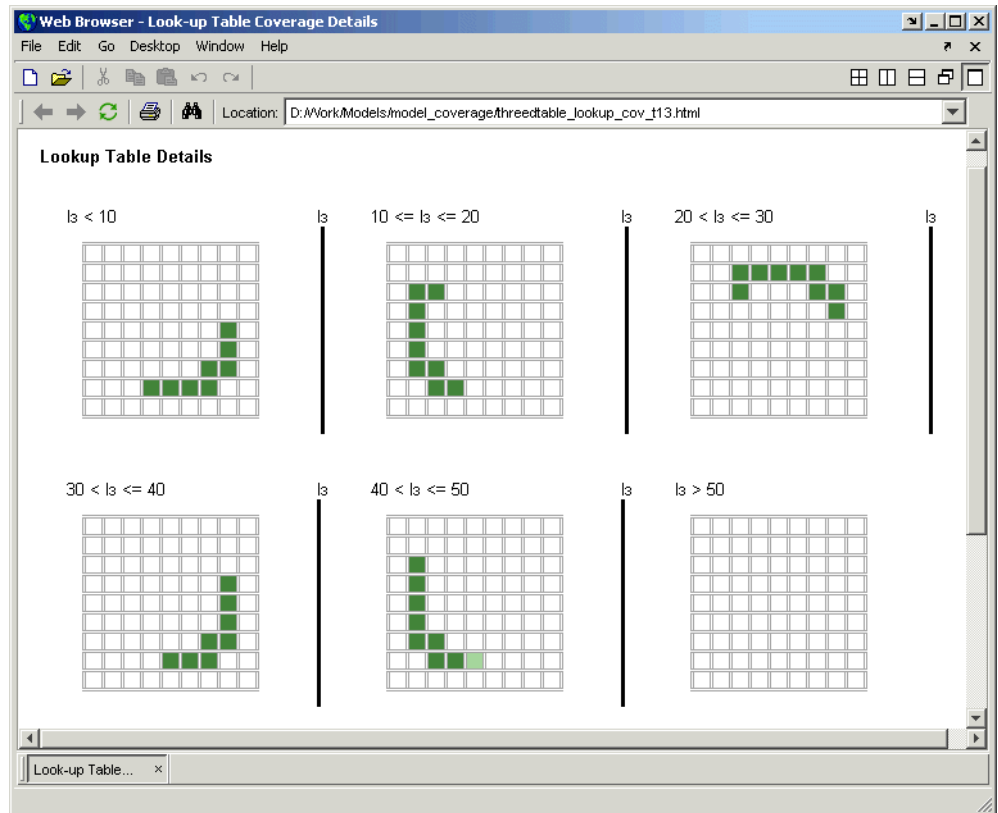 Web Browser - Look-up Table Coverage Details
File Edit Go Desktop Window Help
Location: D:/Work/Models/model_coverage/threedtable_lookup_cov_t13.html
Lookup Table Details
I₃ < 10 I₃ 10 <= I₃ <= 20 I₃ 20 < I₃ <= 30 I₃
30 < I₃ <= 40 I₃ 40 < I₃ <= 50 I₃ I₃ > 50
Look-up Table...